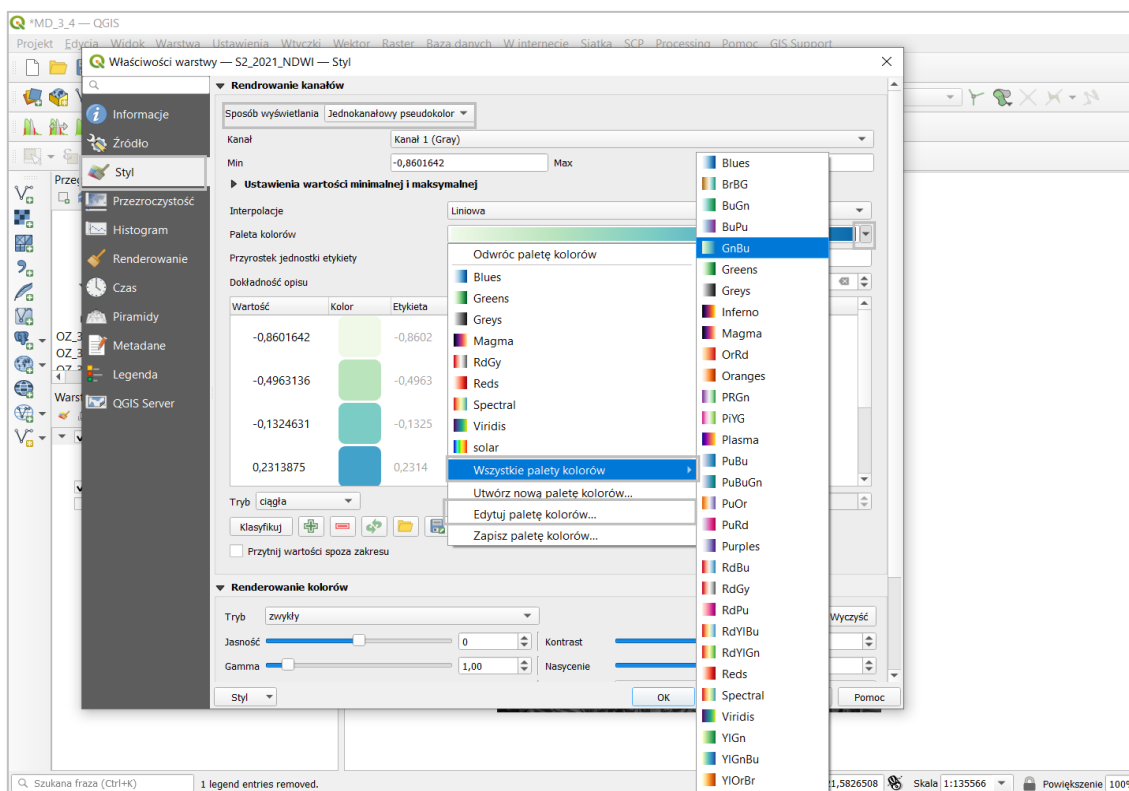 *MD_3_4 — QGIS
Projekt Edycja Widok Warstwa Ustawienia Wtyczki Wektor Raster Baza danych W internecie Siatka SCP Processing Pomoc GIS Support
Właściwości warstwy — S2_2021_NDWI — Styl
Informacje
Źródło
Styl
Przezroczystość
Histogram
Renderowanie
Czas
Piramidy
Metadane
Legenda
QGIS Server
Rendrowanie kanałów
Sposób wyświetlania Jednokanałowy pseudokolor
Kanał Kanał 1 (Gray)
Min -0,8601642 Max
Ustawienia wartości minimalnej i maksymalnej
Interpolacje Liniowa
Paleta kolorów
Przyrostek jednostki etykiety
Dokładność opisu
Wartość Kolor Etykieta
-0,8601642 -0,8602
-0,4963136 -0,4963
-0,1324631 -0,1325
0,2313875 0,2314
Tryb ciągła
Klasyfikuj
Przytnij wartości spoza zakresu
Renderowanie kolorów
Tryb zwykły Wyczyść
Jasność 0 Kontrast
Gamma 1,00 Nasycenie
Styl OK Pomoc
Odwróc paletę kolorów
Blues
Greens
Greys
Magma
RdGy
Reds
Spectral
Viridis
solar
Wszystkie palety kolorów
Utwórz nową paletę kolorów...
Edytuj paletę kolorów...
Zapisz paletę kolorów...
Blues
BrBG
BuGn
BuPu
GnBu
Greens
Greys
Inferno
Magma
OrRd
Oranges
PRGn
PiYG
Plasma
PuBu
PuBuGn
PuOr
PuRd
Purples
RdBu
RdGy
RdPu
RdYlBu
RdYlGn
Reds
Spectral
Viridis
YlGn
YlGnBu
YlOrBr
Szukana fraza (Ctrl+K) 1 legend entries removed. Skala 1:135566 Powiększenie